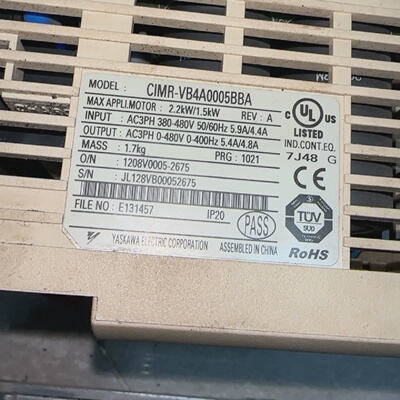 MODEL : CIMR-VB4A0005BBA
MAX APPLI.MOTOR : 2.2kW/1.5kW REV : A
INPUT : AC3PH 380-480V 50/60Hz 5.9A/4.4A
OUTPUT : AC3PH 0-480V 0-400Hz 5.4A/4.8A
MASS : 1.7kg PRG : 1021
O/N : 1208V0005-2675
S/N : JL128VB00052675
FILE NO : E131457 IP20
PASS
YASKAWA ELECTRIC CORPORATION ASSEMBLED IN CHINA
C UL US
LISTED
IND.CONT.EQ.
7J48 G
CE
TÜV
SÜD
RoHS